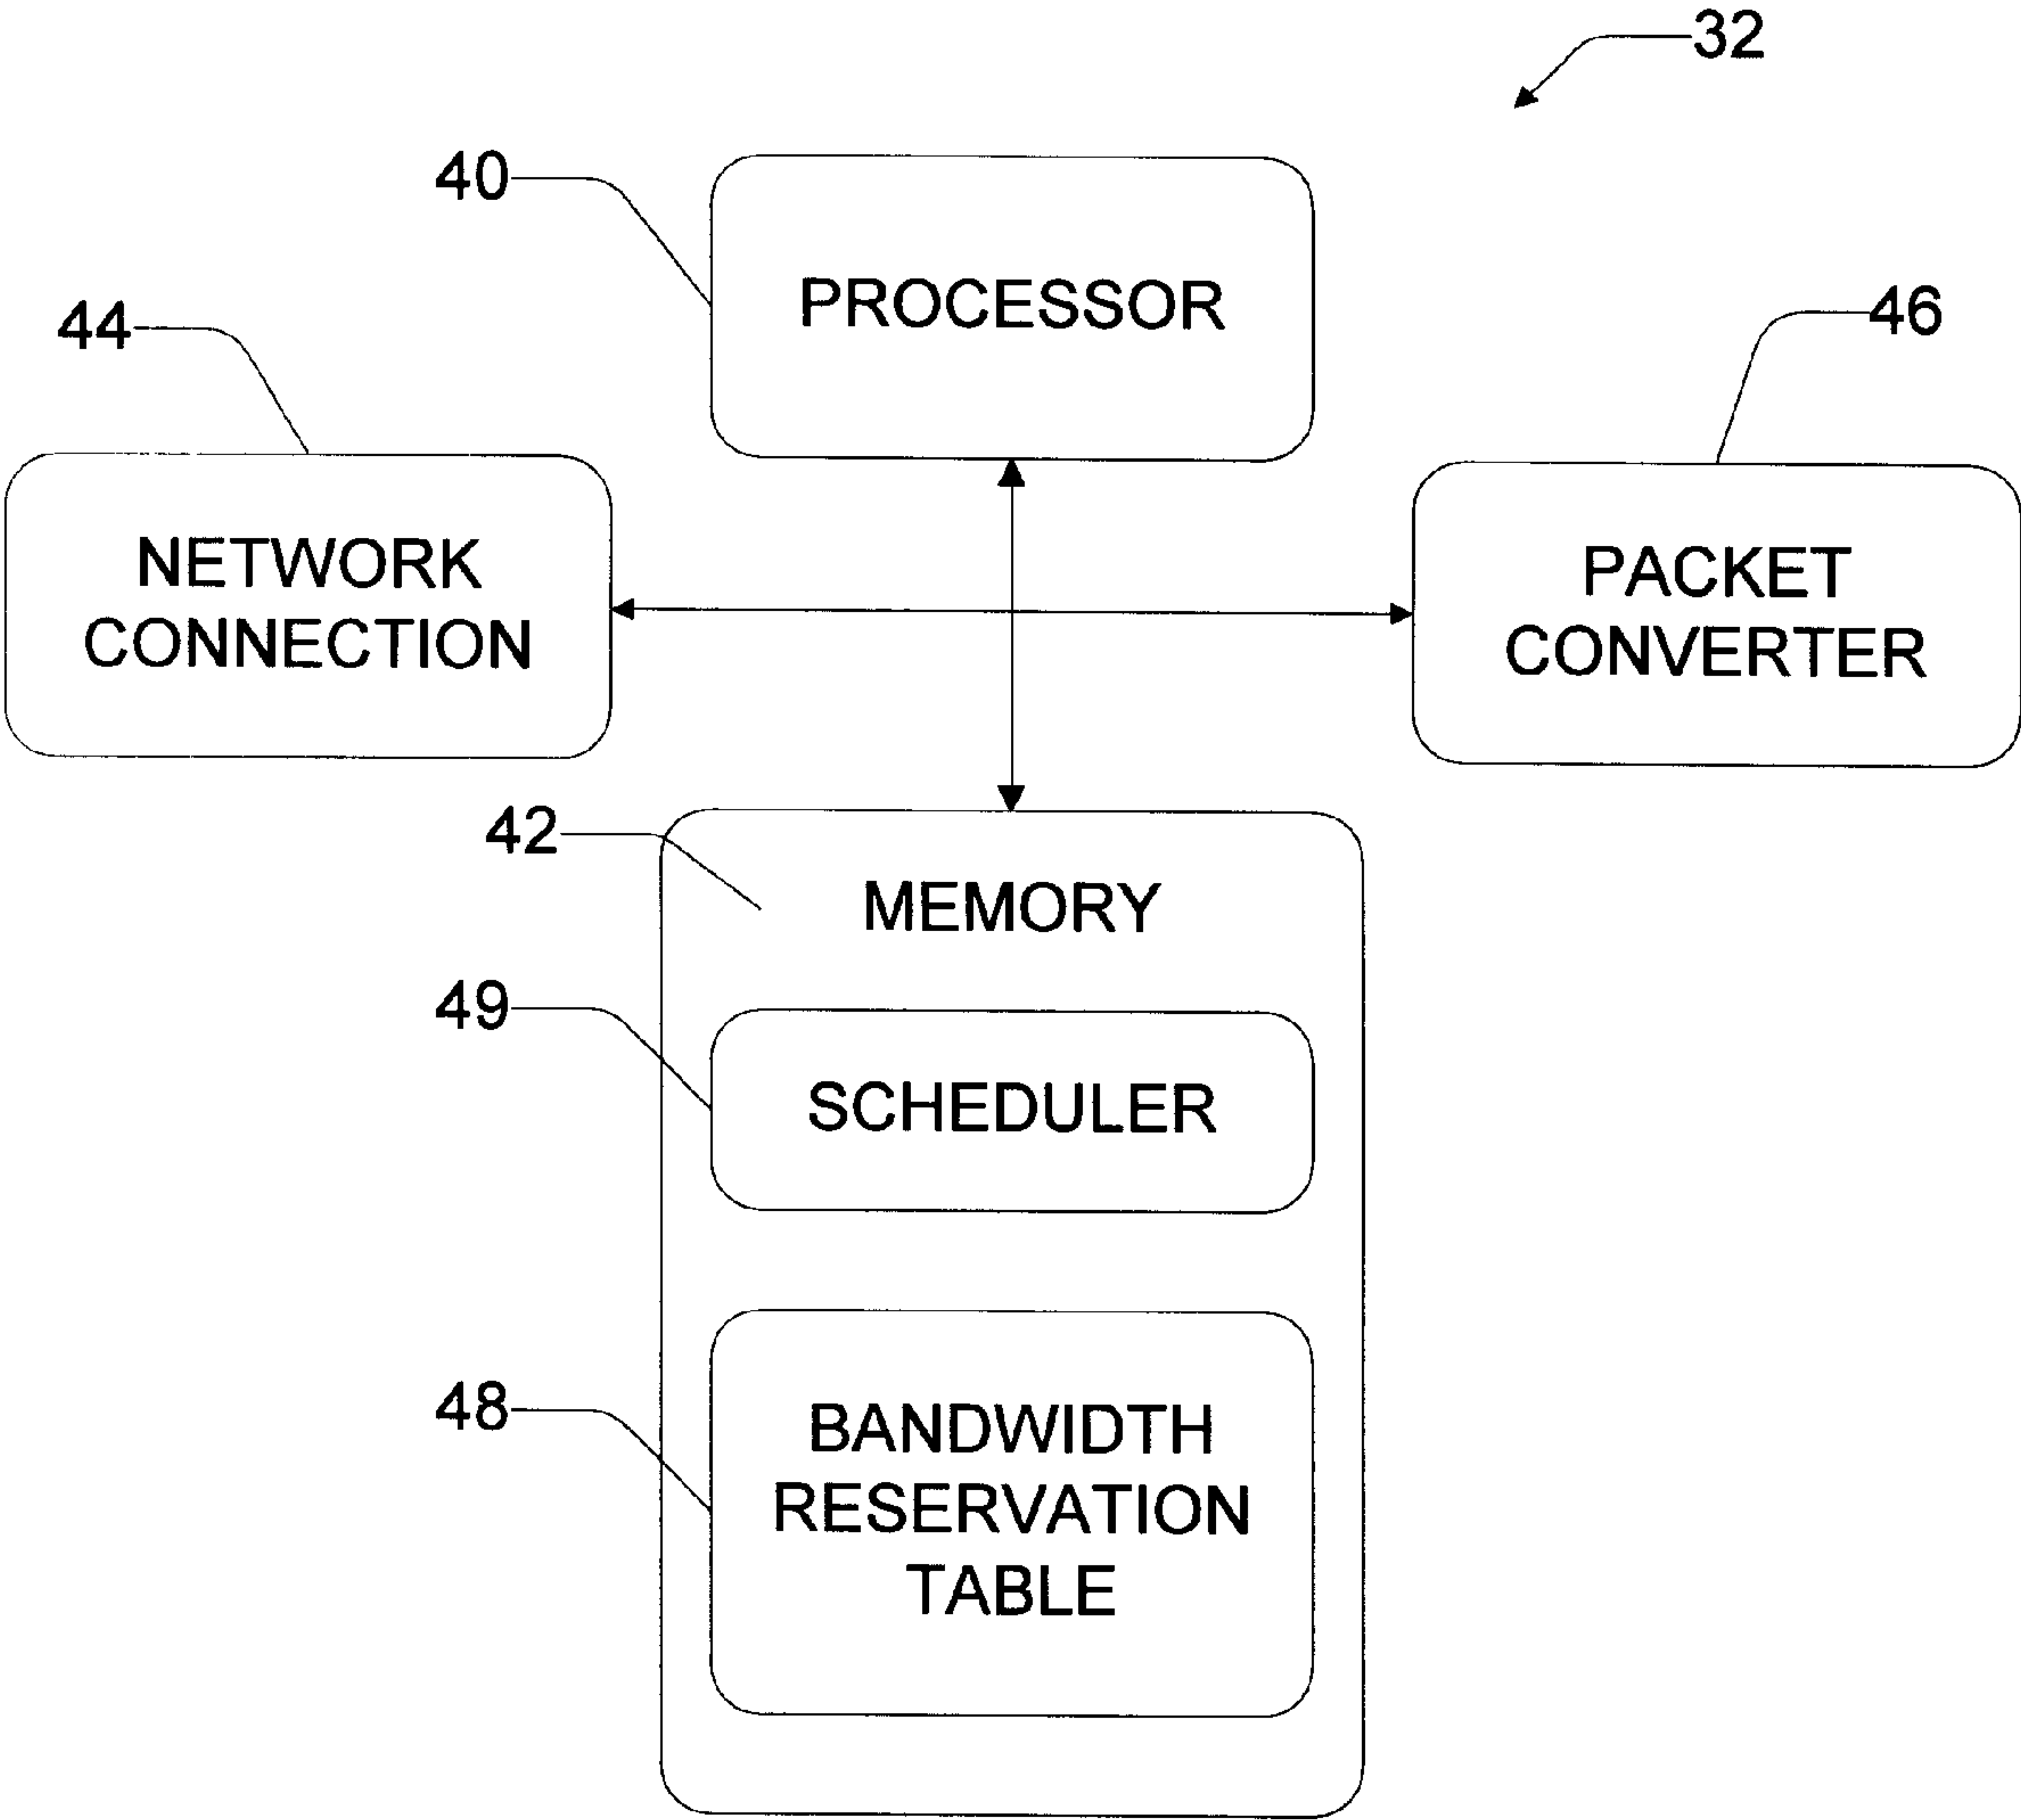 32
40
PROCESSOR
44
46
NETWORK
CONNECTION
PACKET
CONVERTER
42
MEMORY
49
SCHEDULER
48
BANDWIDTH
RESERVATION
TABLE